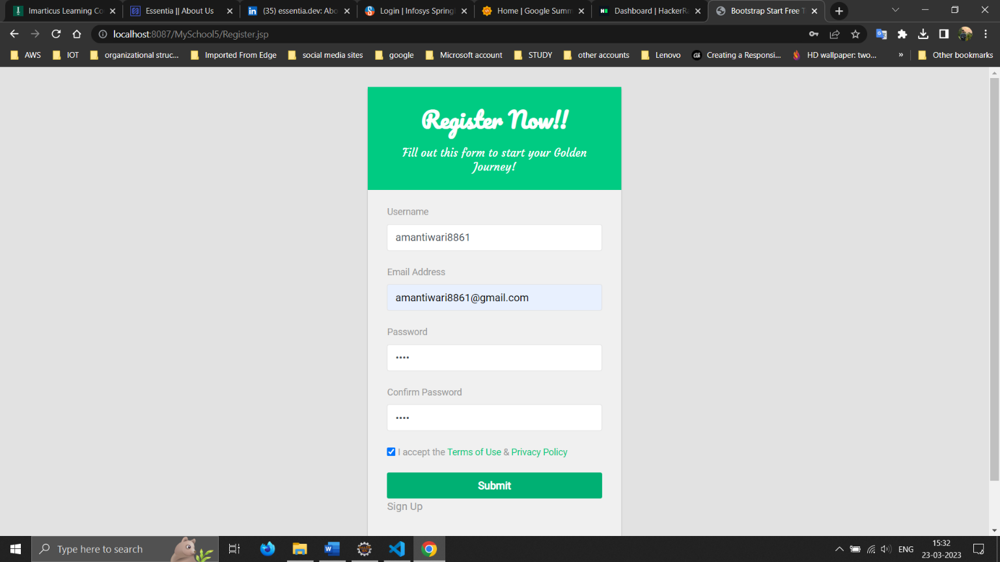 Imarticus Learning Co
Essentia || About Us
(35) essentia.dev: Abo
Login | Infosys Spring
Home | Google Summ
Dashboard | HackerRa
Bootstrap Start Free T
localhost:8087/MySchool5/Register.jsp
AWS
IOT
organizational struc...
Imported From Edge
social media sites
google
Microsoft account
STUDY
other accounts
Lenovo
Creating a Responsi...
HD wallpaper: two...
»
Other bookmarks
Register Now!!
Fill out this form to start your Golden
Journey!
Username
amantiwari8861
Email Address
amantiwari8861@gmail.com
Password
••••
Confirm Password
••••
I accept the Terms of Use & Privacy Policy
Submit
Sign Up
Type here to search
ENG
15:32
23-03-2023